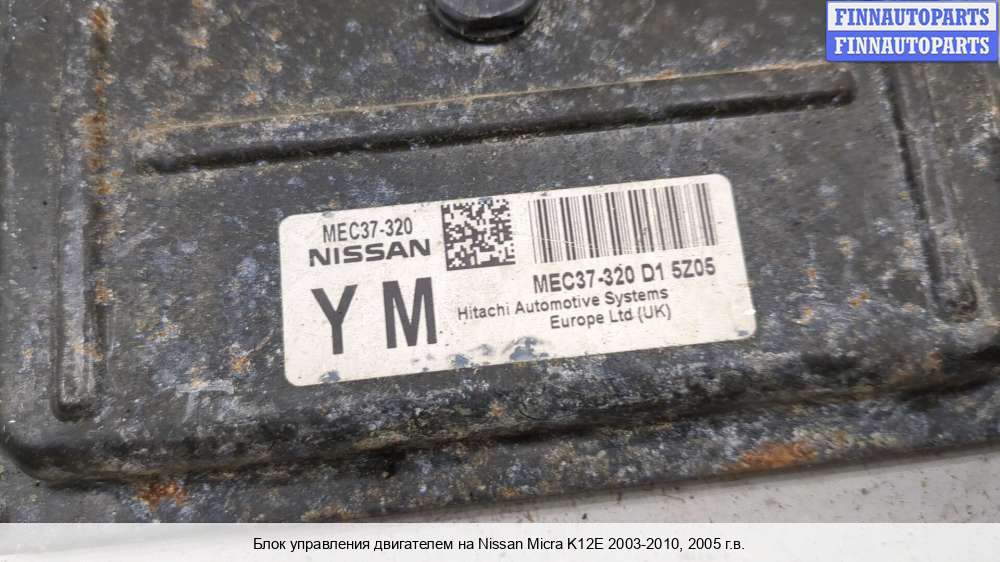 FINNAUTOPARTS
FINNAUTOPARTS
MEC37-320
NISSAN
Y M
MEC37-320 D1 5Z05
Hitachi Automotive Systems
Europe Ltd (UK)
Блок управления двигателем на Nissan Micra K12E 2003-2010, 2005 г.в.